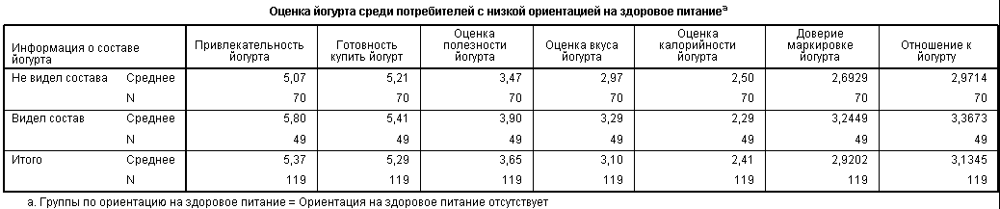 Оценка йогурта среди потребителей с низкой ориентацией на здоровое питаниеa
Информация о составе йогурта Привлекательность йогурта Готовность купить йогурт Оценка полезности йогурта Оценка вкуса йогурта Оценка калорийности йогурта Доверие маркировке йогурта Отношение к йогурту
Не видел состава Среднее 5,07 5,21 3,47 2,97 2,50 2,6929 2,9714
N 70 70 70 70 70 70 70
Видел состав Среднее 5,80 5,41 3,90 3,29 2,29 3,2449 3,3673
N 49 49 49 49 49 49 49
Итого Среднее 5,37 5,29 3,65 3,10 2,41 2,9202 3,1345
N 119 119 119 119 119 119 119
a. Группы по ориентацию на здоровое питание = Ориентация на здоровое питание отсутствует